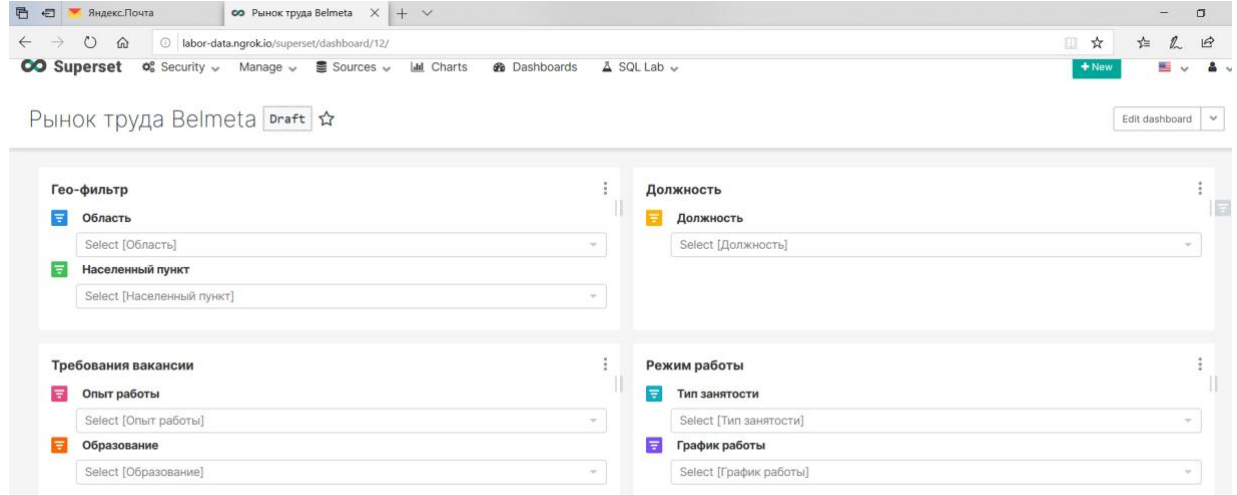 Яндекс.Почта
Рынок труда Belmeta
labor-data.ngrok.io/superset/dashboard/12/
Superset Security Manage Sources Charts Dashboards SQL Lab + New
Рынок труда Belmeta Draft Edit dashboard
Гео-фильтр
Область
Select [Область]
Населенный пункт
Select [Населенный пункт]
Должность
Должность
Select [Должность]
Требования вакансии
Опыт работы
Select [Опыт работы]
Образование
Select [Образование]
Режим работы
Тип занятости
Select [Тип занятости]
График работы
Select [График работы]